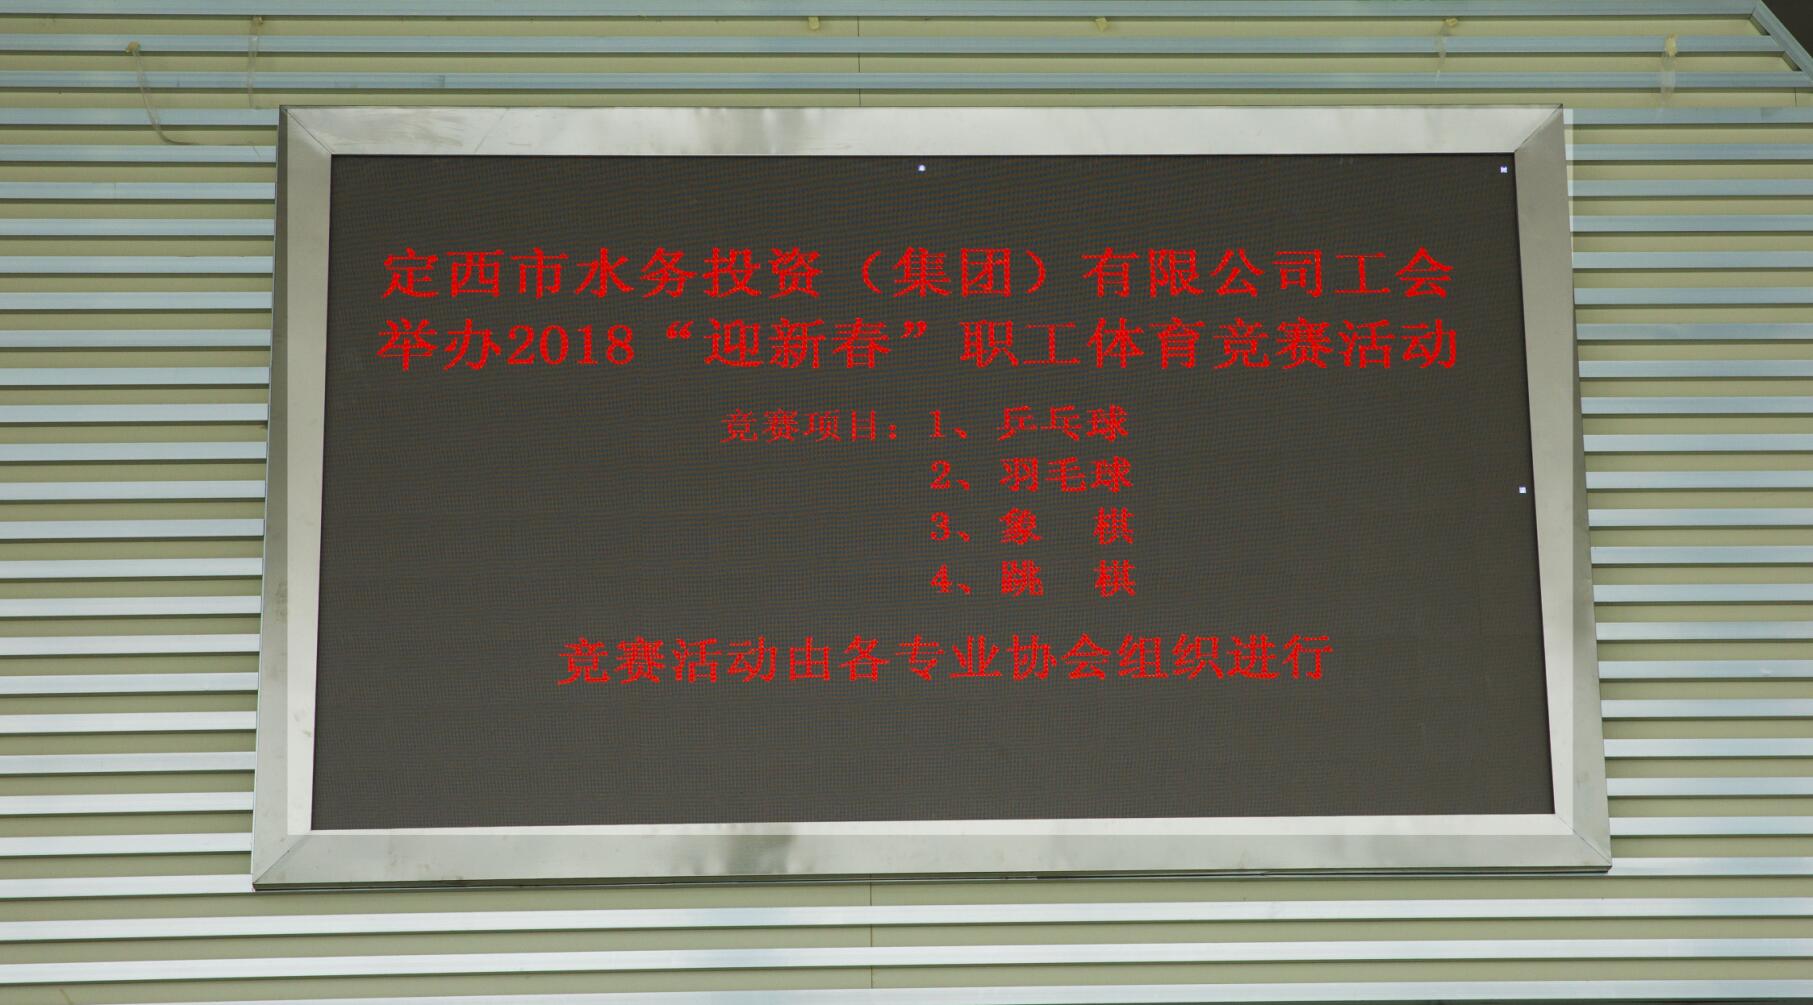 定西市水务投资（集团）有限公司工会
举办2018“迎新春”职工体育竞赛活动
竞赛项目：1、乒乓球
2、羽毛球
3、象　棋
4、跳　棋
竞赛活动由各专业协会组织进行